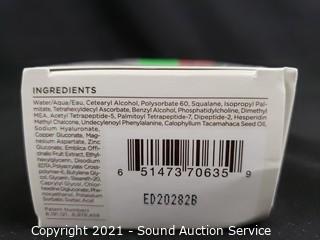 INGREDIENTS
Water/Aqua/Eau, Cetearyl Alcohol, Polysorbate 60, Squalane, Isopropyl Pal-
mitate, Tetrahexyldecyl Ascorbate, Benzyl Alcohol, Phosphatidylcholine, Dimethyl
MEA, Acetyl Tetrapeptide-5, Palmitoyl Tetrapeptide-7, Dipeptide-2, Hesperidin
Methyl Chalcone, Undecylenoyl Phenylalanine, Calophyllum Tacamahaca Seed Oil,
Sodium Hyaluronate,
Copper Gluconate, Mag-
nesium Aspartate, Zinc
Gluconate, Emblica Offi-
cinalis Fruit Extract, Ethyl-
hexylglycerin, Disodium
EDTA, Polyacrylate Cross-
polymer-6, Butylene Gly-
col, Glycerin, Steareth-20,
Caprylyl Glycol, Chlor-
hexidine Digluconate, Phe-
noxyethanol, Potassium
Sorbate, Sorbic Acid
Patent Numbers
6 51473 70635 9
ED20282B
Copyright 2021 - Sound Auction Service